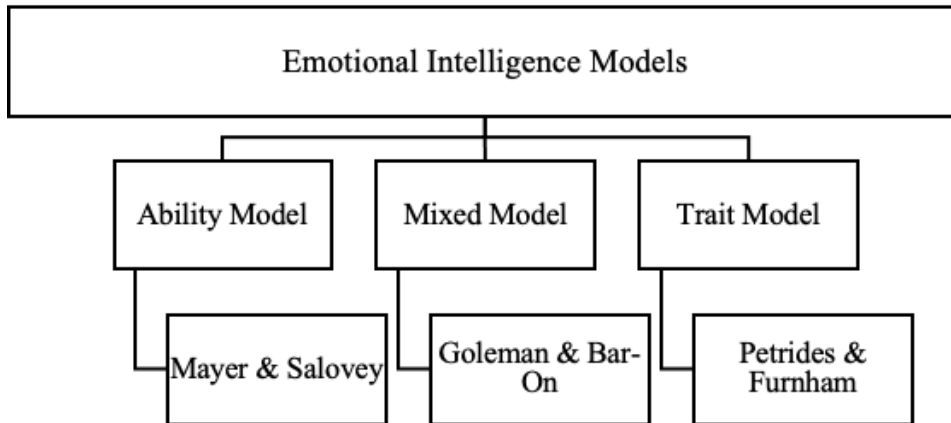 Emotional Intelligence Models
Ability Model
Mixed Model
Trait Model
Mayer & Salovey
Goleman & Bar-
On
Petrides &
Furnham